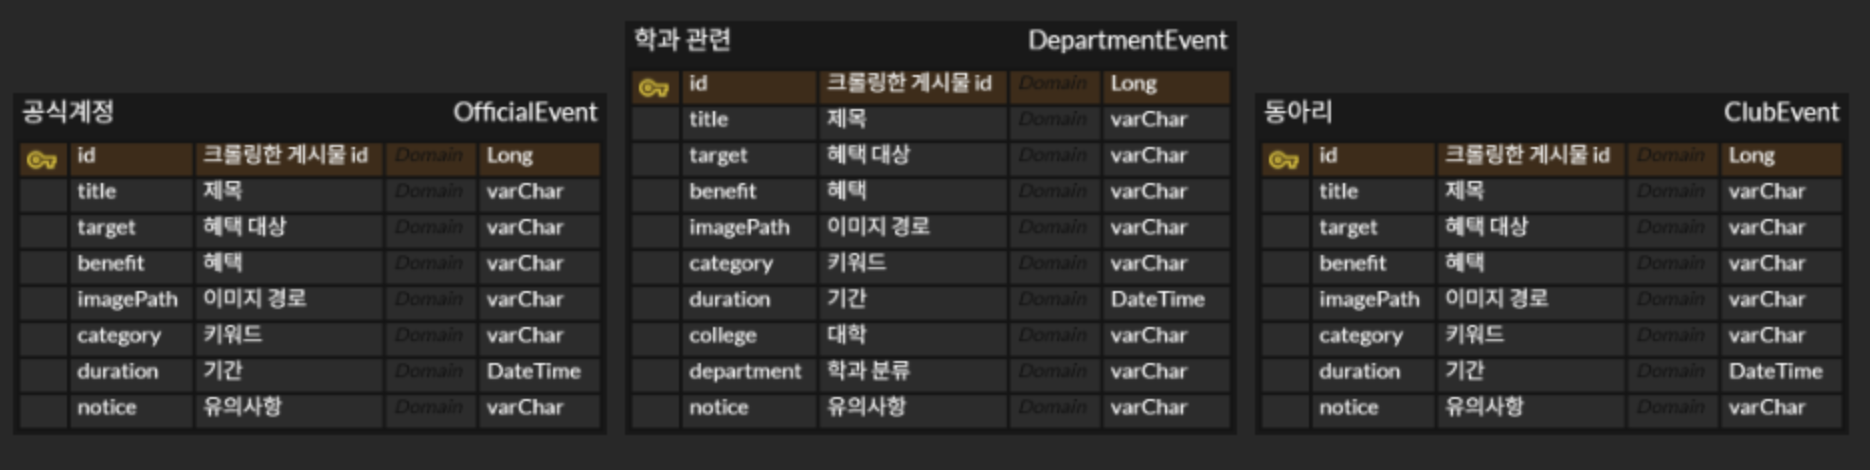 공식계정 OfficialEvent
id 크롤링한 게시물 id Domain Long
title 제목 Domain varChar
target 혜택 대상 Domain varChar
benefit 혜택 Domain varChar
imagePath 이미지 경로 Domain varChar
category 키워드 Domain varChar
duration 기간 Domain DateTime
notice 유의사항 Domain varChar
학과 관련 DepartmentEvent
id 크롤링한 게시물 id Domain Long
title 제목 Domain varChar
target 혜택 대상 Domain varChar
benefit 혜택 Domain varChar
imagePath 이미지 경로 Domain varChar
category 키워드 Domain varChar
duration 기간 Domain DateTime
college 대학 Domain varChar
department 학과 분류 Domain varChar
notice 유의사항 Domain varChar
동아리 ClubEvent
id 크롤링한 게시물 id Domain Long
title 제목 Domain varChar
target 혜택 대상 Domain varChar
benefit 혜택 Domain varChar
imagePath 이미지 경로 Domain varChar
category 키워드 Domain varChar
duration 기간 Domain DateTime
notice 유의사항 Domain varChar